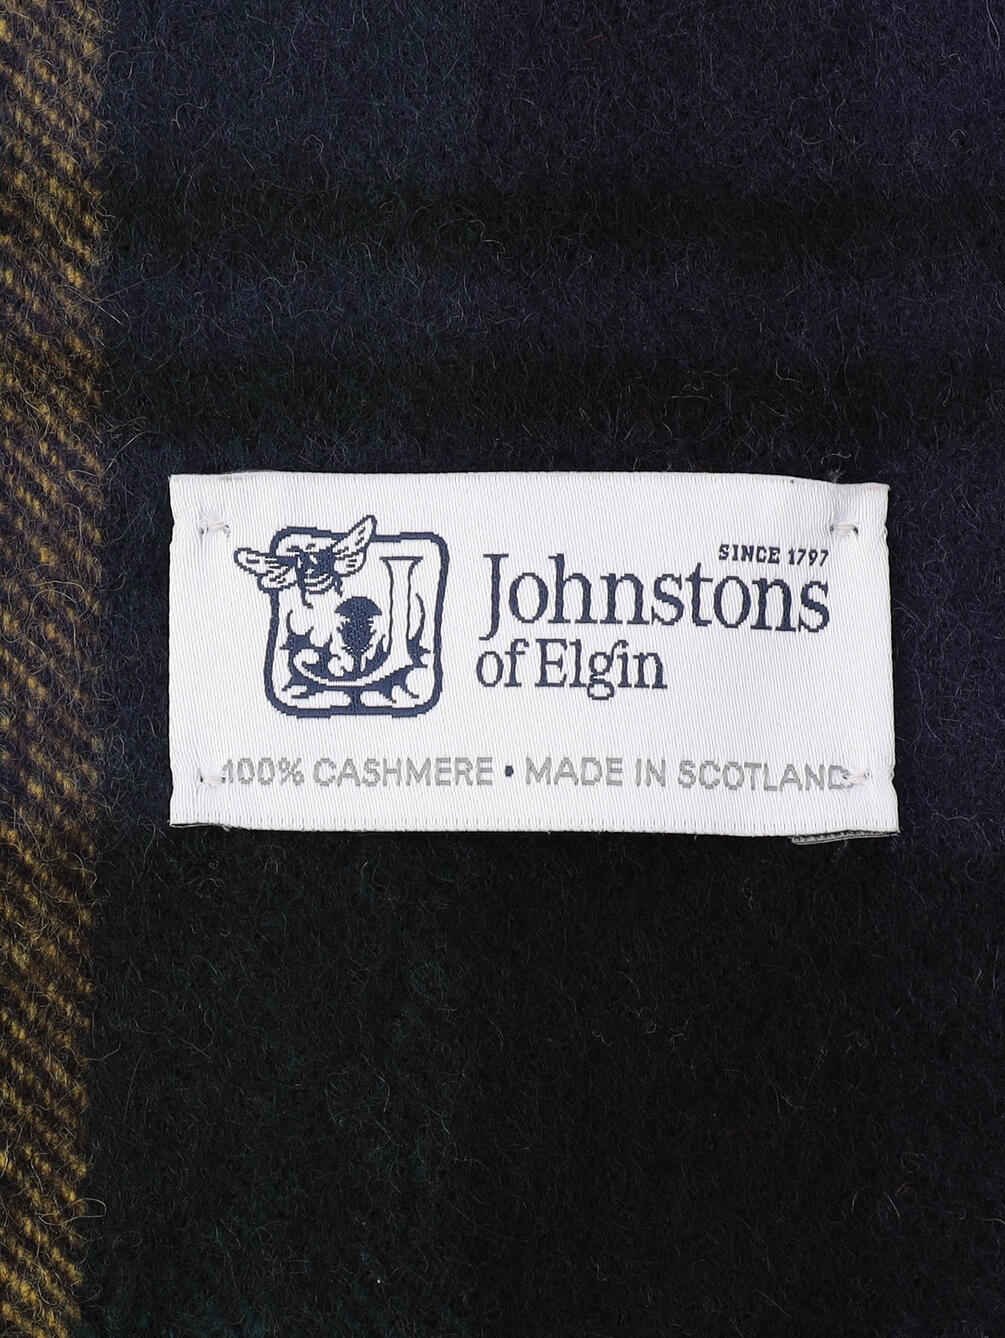 SINCE 1797
Johnstons
of Elgin
100% CASHMERE • MADE IN SCOTLAND